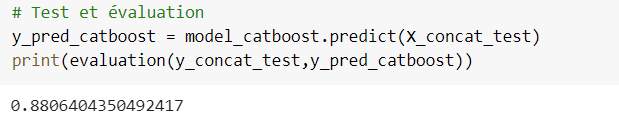 # Test et évaluation
y_pred_catboost = model_catboost.predict(X_concat_test)
print(evaluation(y_concat_test,y_pred_catboost))
0.8806404350492417